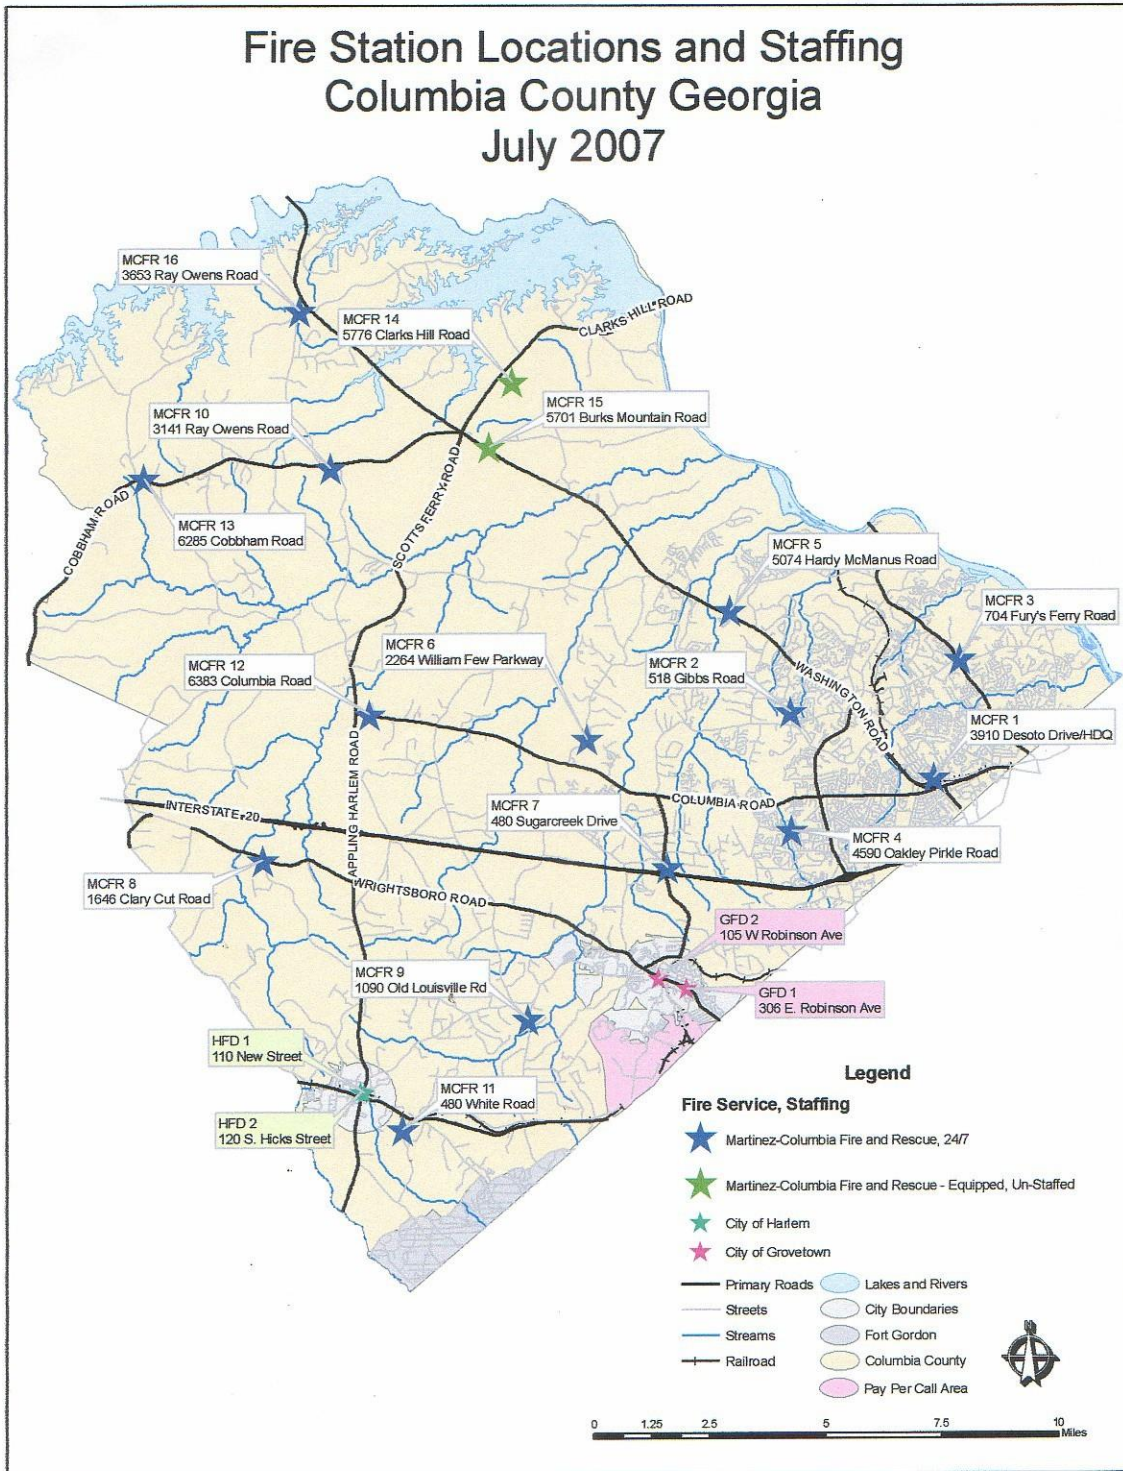 Fire Station Locations and Staffing
Columbia County Georgia
July 2007
MCFR 16
3653 Ray Owens Road
MCFR 14
5776 Clarks Hill Road
CLARKS HILL ROAD
MCFR 15
5701 Burks Mountain Road
MCFR 10
3141 Ray Owens Road
MCFR 13
6285 Cobbham Road
COBBHAM ROAD
SCOTTS FERRY ROAD
MCFR 5
5074 Hardy McManus Road
MCFR 3
704 Fury's Ferry Road
MCFR 6
2264 William Few Parkway
MCFR 2
518 Gibbs Road
MCFR 12
6383 Columbia Road
WASHINGTON ROAD
MCFR 1
3910 Desoto Drive/HDQ
APPLING HARLEM ROAD
INTERSTATE 20
COLUMBIA ROAD
MCFR 7
480 Sugarcreek Drive
MCFR 4
4590 Oakley Pirkle Road
MCFR 8
1646 Clary Cut Road
WRIGHTSBORO ROAD
GFD 2
105 W Robinson Ave
MCFR 9
1090 Old Louisville Rd
GFD 1
306 E. Robinson Ave
HFD 1
110 New Street
MCFR 11
480 White Road
HFD 2
120 S. Hicks Street
Legend
Fire Service, Staffing
Martinez-Columbia Fire and Rescue, 24/7
Martinez-Columbia Fire and Rescue - Equipped, Un-Staffed
City of Harlem
City of Grovetown
Primary Roads
Lakes and Rivers
Streets
City Boundaries
Streams
Fort Gordon
Railroad
Columbia County
Pay Per Call Area
0 1.25 2.5 5 7.5 10
Miles